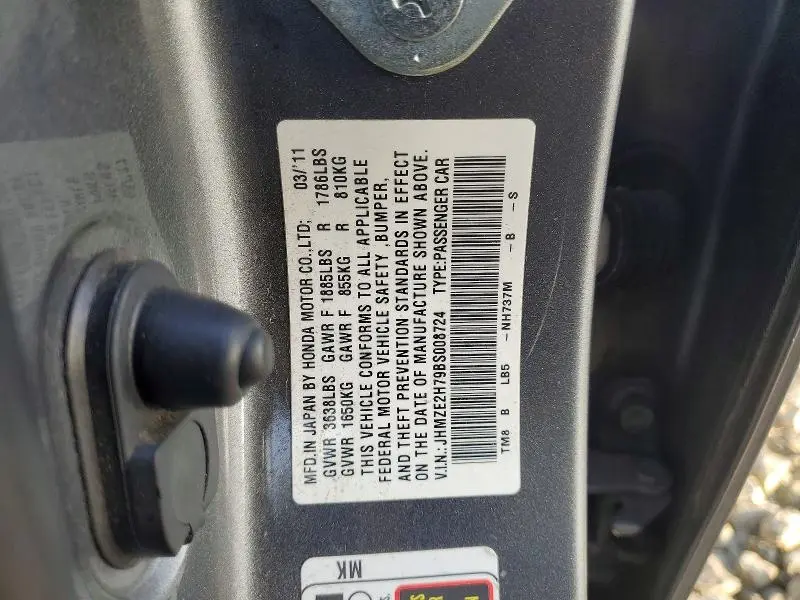 MFD.IN JAPAN BY HONDA MOTOR CO.,LTD. 03/'11
GVWR 3638LBS GAWR F 1885LBS R 1786LBS
GVWR 1650KG GAWR F 855KG R 810KG
THIS VEHICLE CONFORMS TO ALL APPLICABLE
FEDERAL MOTOR VEHICLE SAFETY ,BUMPER,
AND THEFT PREVENTION STANDARDS IN EFFECT
ON THE DATE OF MANUFACTURE SHOWN ABOVE.
V.I.N.: JHMZE2H79BS008724 TYPE:PASSENGER CAR
TM8 B LB5 -NH737M -B -S
MK